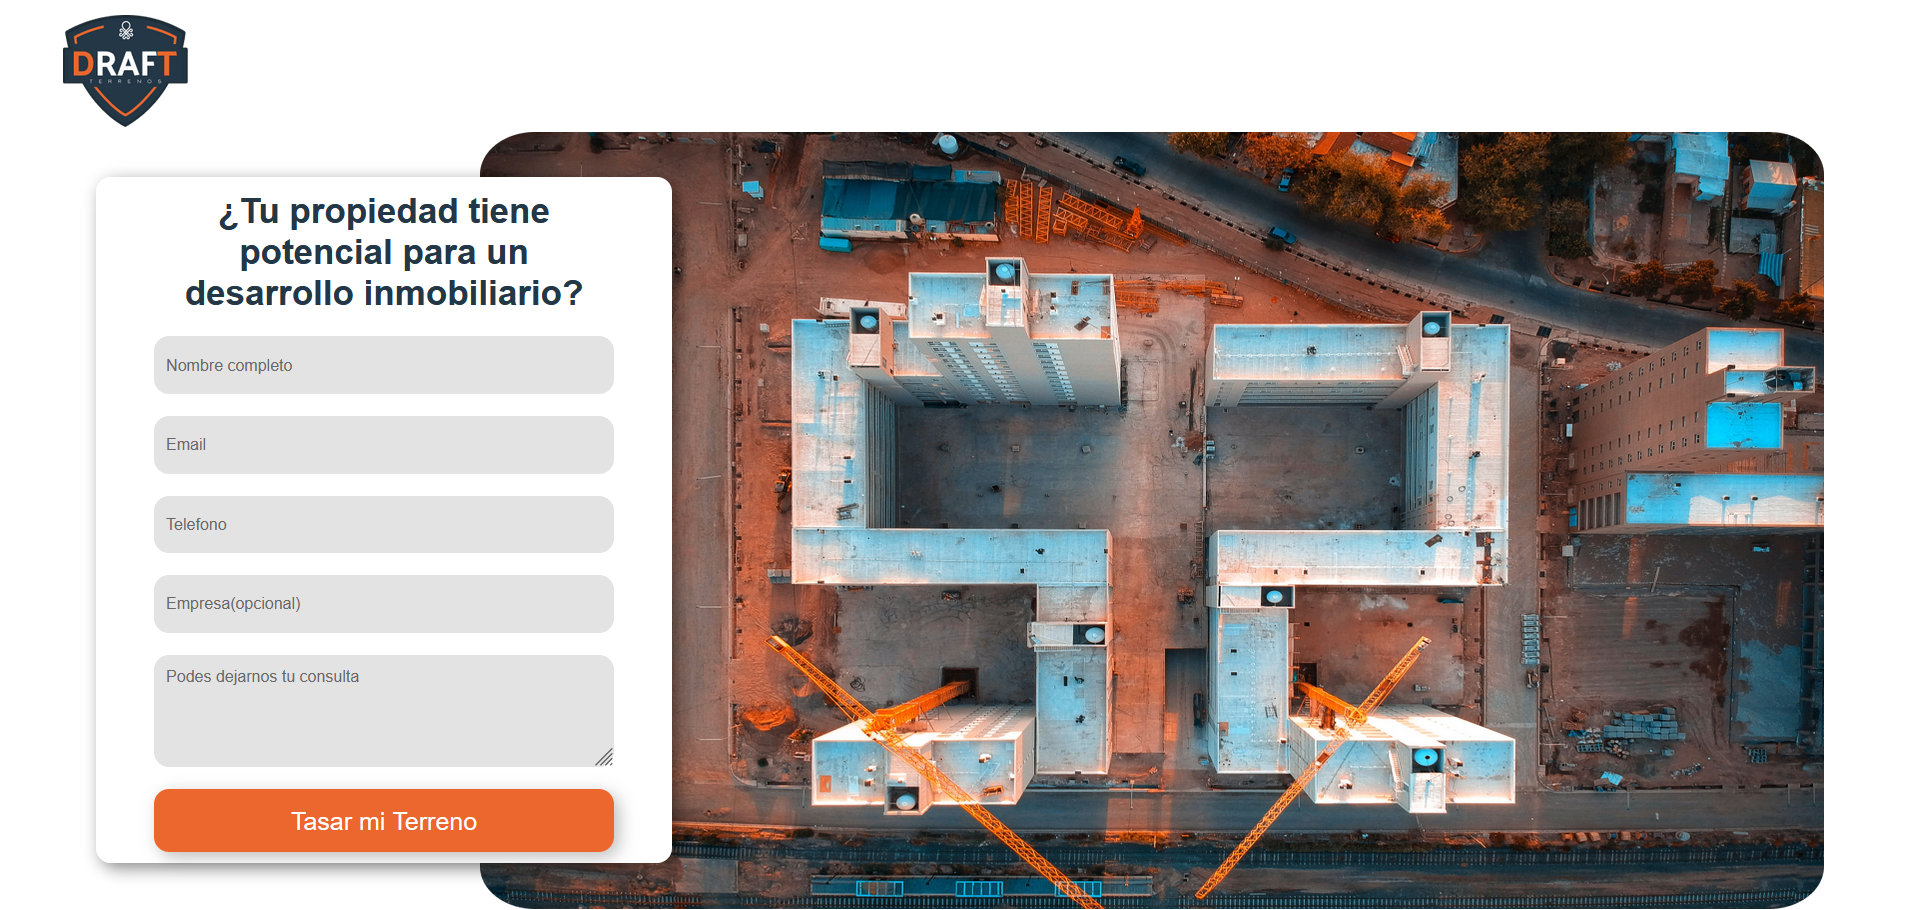 DRAFT
TERRENOS
¿Tu propiedad tiene
potencial para un
desarrollo inmobiliario?
Nombre completo
Email
Telefono
Empresa(opcional)
Podes dejarnos tu consulta
Tasar mi Terreno